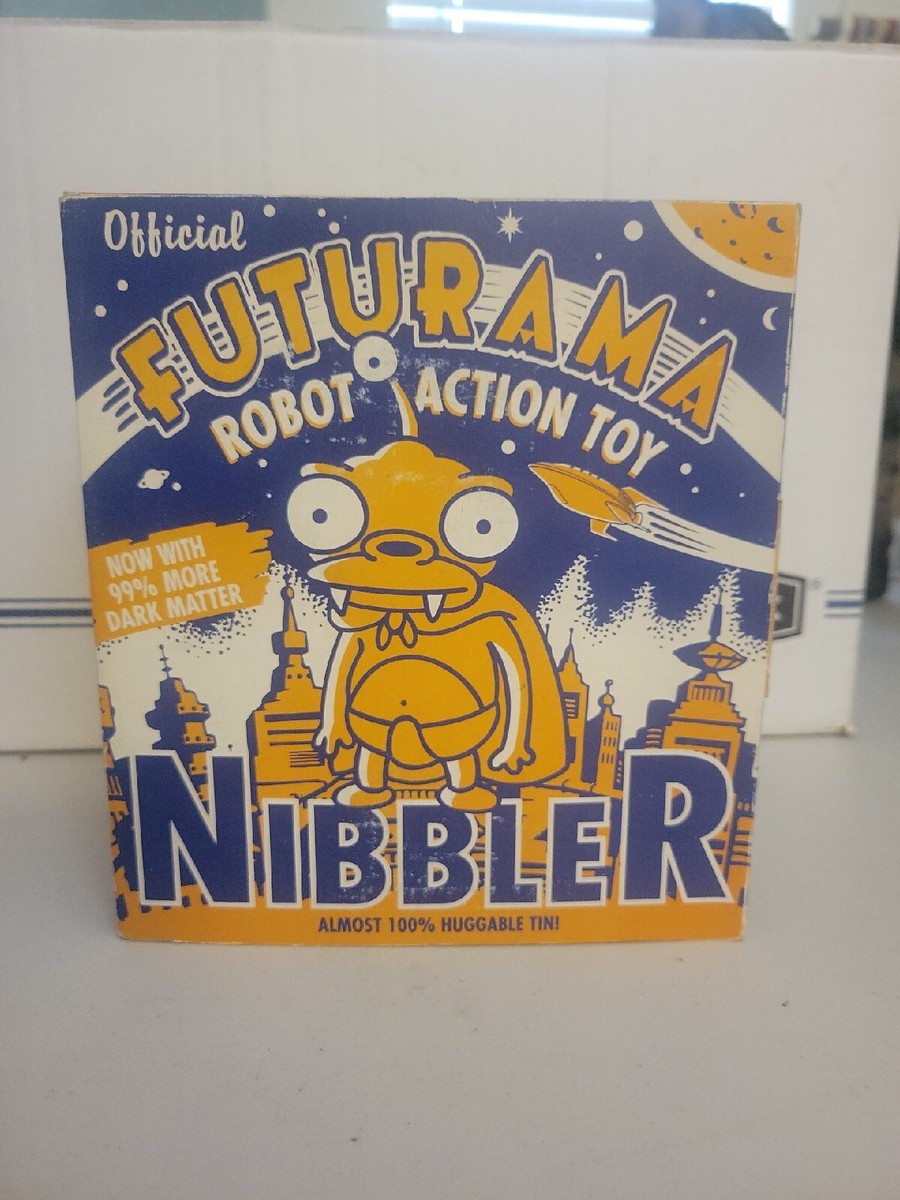 Official
FUTURAMA
ROBOT ACTION TOY
NOW WITH
99% MORE
DARK MATTER
NIBBLER
ALMOST 100% HUGGABLE TIN!